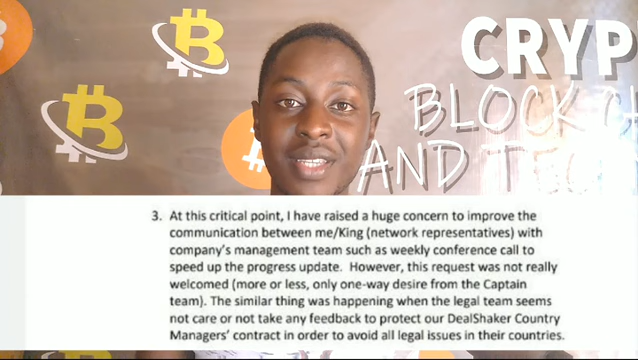 CRYP
BLOCKCH
AND TEC
3. At this critical point, I have raised a huge concern to improve the
communication between me/King (network representatives) with
company's management team such as weekly conference call to
speed up the progress update. However, this request was not really
welcomed (more or less, only one-way desire from the Captain
team). The similar thing was happening when the legal team seems
not care or not take any feedback to protect our DealShaker Country
Managers' contract in order to avoid all legal issues in their countries.